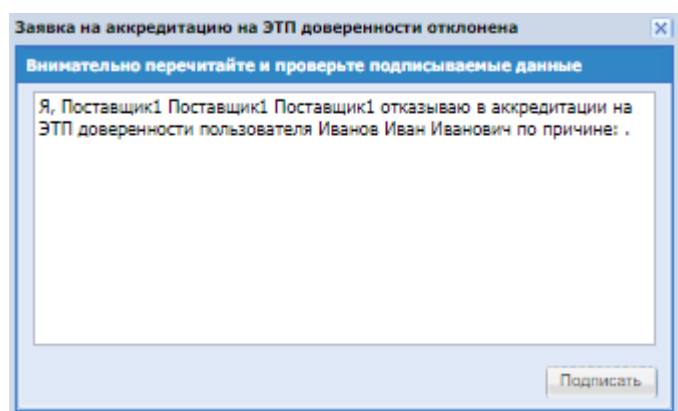 Заявка на аккредитацию на ЭТП доверенности отклонена
Внимательно перечитайте и проверьте подписываемые данные
Я, Поставщик1 Поставщик1 Поставщик1 отказываю в аккредитации на
ЭТП доверенности пользователя Иванов Иван Иванович по причине: .
Подписать